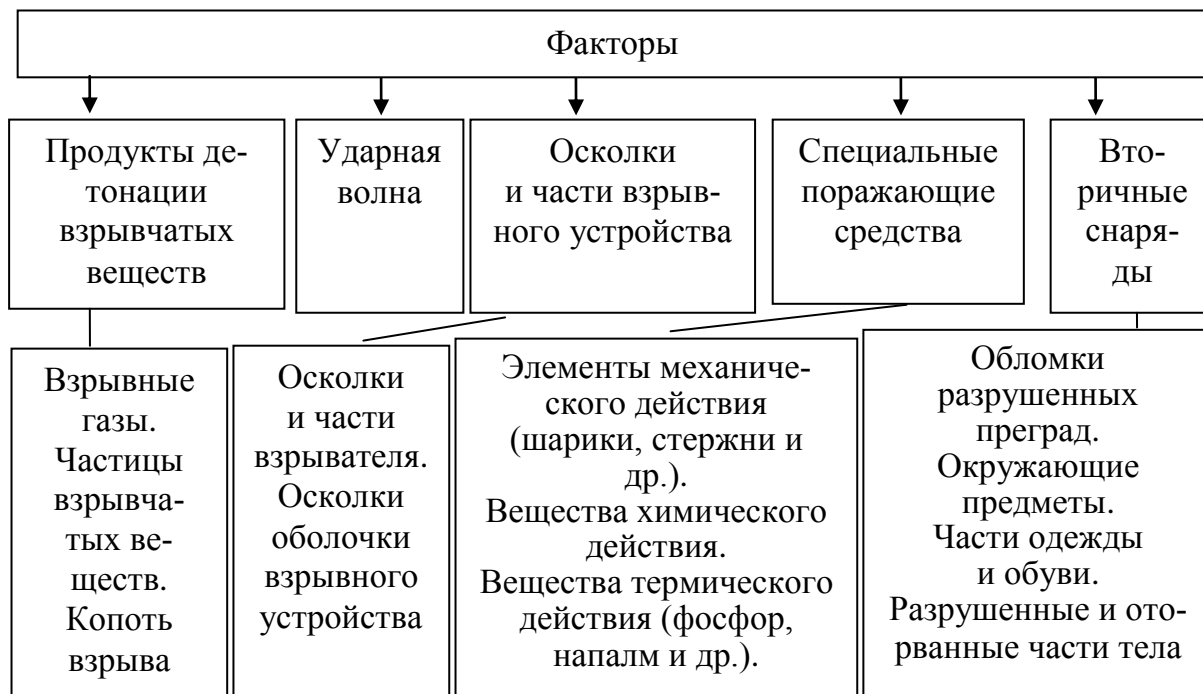 Факторы
Продукты де-
тонации
взрывчатых
веществ
Ударная
волна
Осколки
и части взрыв-
ного устройства
Специальные
поражающие
средства
Вто-
ричные
снаря-
ды
Взрывные
газы.
Частицы
взрывча-
тых ве-
ществ.
Копоть
взрыва
Осколки
и части
взрывателя.
Осколки
оболочки
взрывного
устройства
Элементы механиче-
ского действия
(шарики, стержни и
др.).
Вещества химического
действия.
Вещества термического
действия (фосфор,
напалм и др.).
Обломки
разрушенных
преград.
Окружающие
предметы.
Части одежды
и обуви.
Разрушенные и ото-
рванные части тела